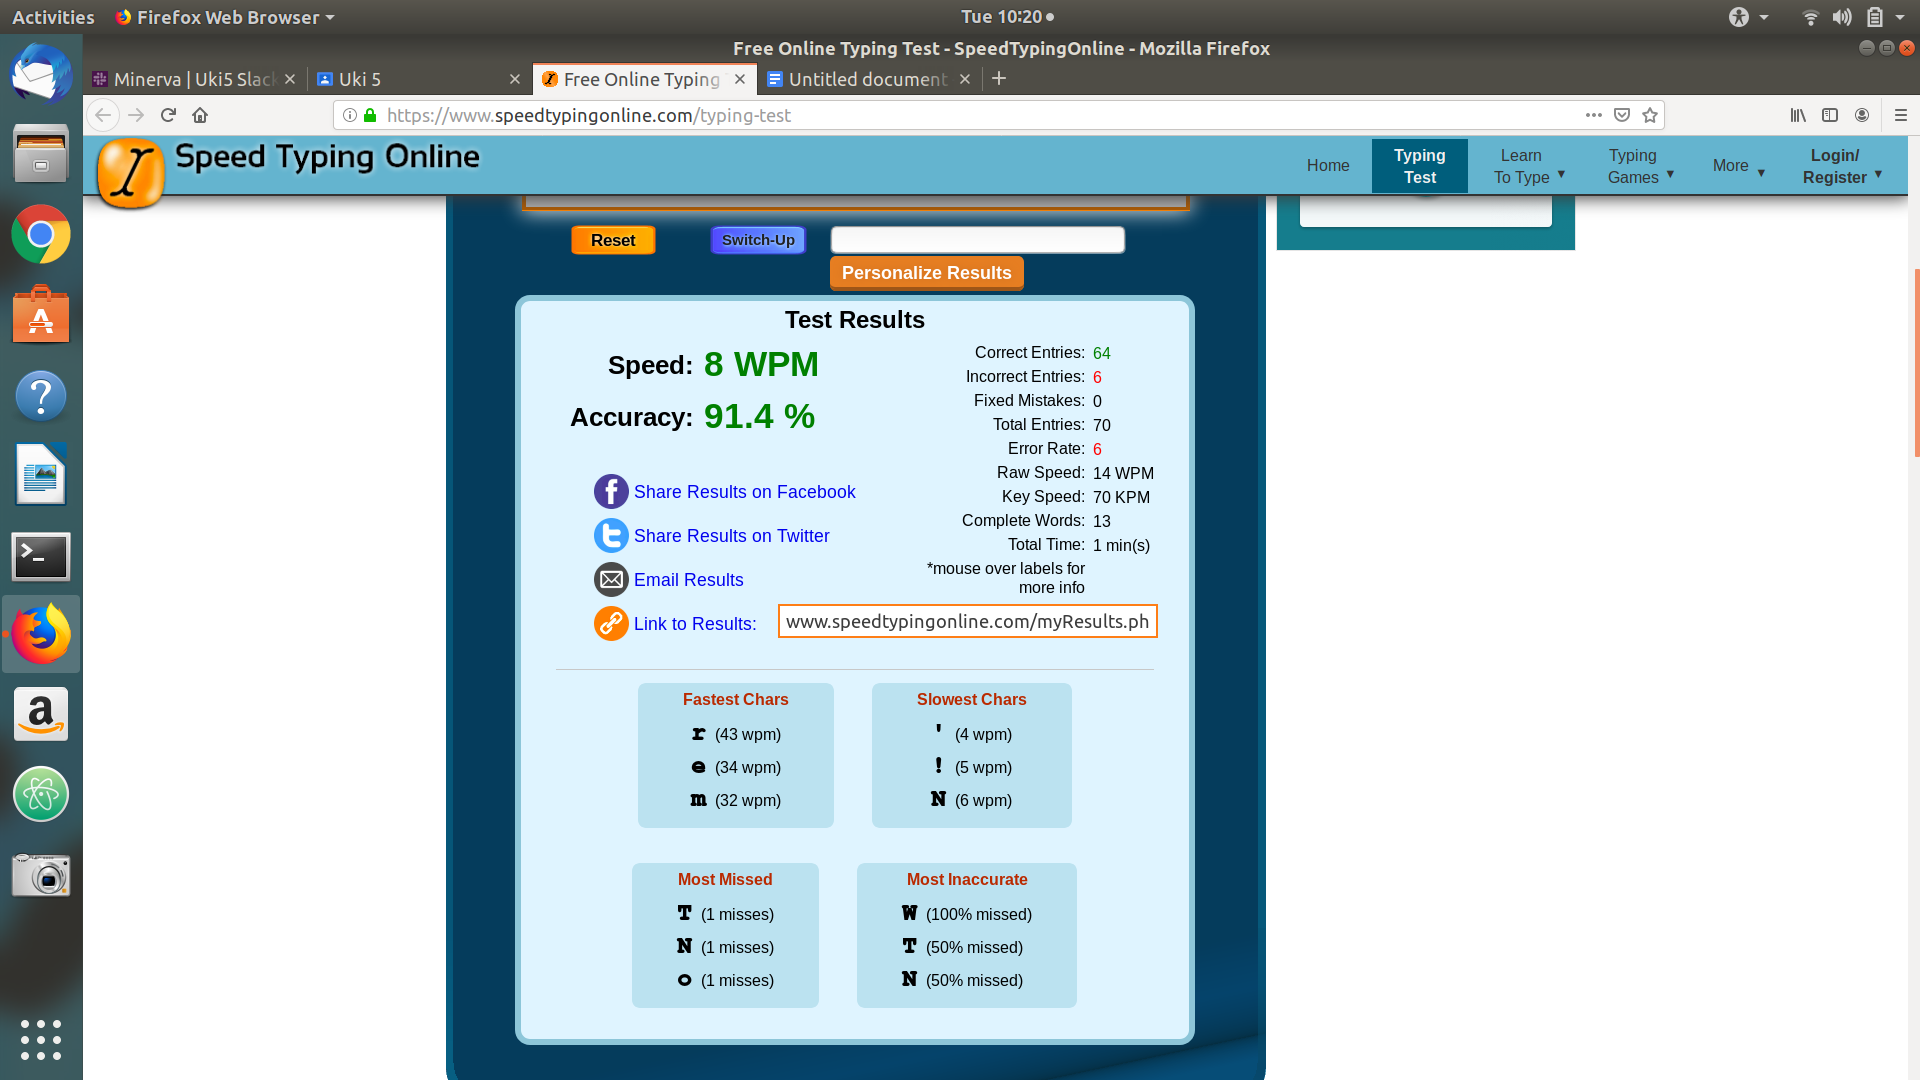 Activities
Firefox Web Browser
Tue 10:20
Free Online Typing Test - SpeedTypingOnline - Mozilla Firefox
Minerva | Uki5 Slac
Uki 5
Free Online Typing
Untitled document
https://www.speedtypingonline.com/typing-test
Speed Typing Online
Home
Typing Test
Learn To Type ▼
Typing Games ▼
More ▼
Login/ Register ▼
Reset
Switch-Up
Personalize Results
Test Results
Speed: 8 WPM
Accuracy: 91.4 %
Correct Entries: 64
Incorrect Entries: 6
Fixed Mistakes: 0
Total Entries: 70
Error Rate: 6
Raw Speed: 14 WPM
Key Speed: 70 KPM
Complete Words: 13
Total Time: 1 min(s)
*mouse over labels for
more info
Share Results on Facebook
Share Results on Twitter
Email Results
Link to Results: www.speedtypingonline.com/myResults.ph
Fastest Chars
r (43 wpm)
e (34 wpm)
m (32 wpm)
Slowest Chars
' (4 wpm)
! (5 wpm)
N (6 wpm)
Most Missed
T (1 misses)
N (1 misses)
o (1 misses)
Most Inaccurate
W (100% missed)
T (50% missed)
N (50% missed)